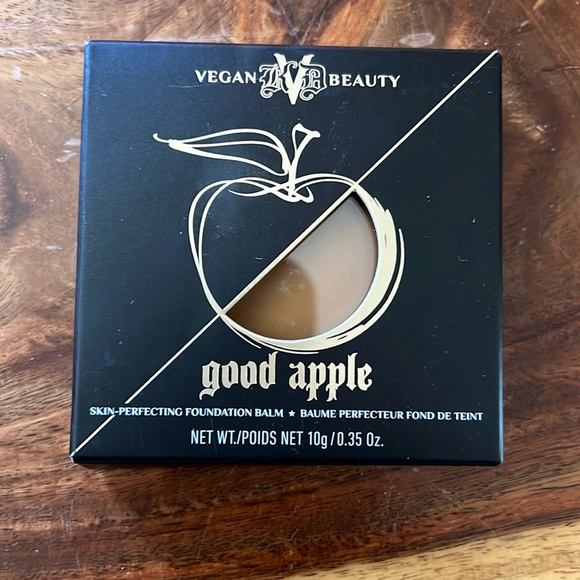 VEGAN KVD BEAUTY
good apple
SKIN-PERFECTING FOUNDATION BALM ★ BAUME PERFECTEUR FOND DE TEINT
NET WT./POIDS NET 10g/0.35 Oz.